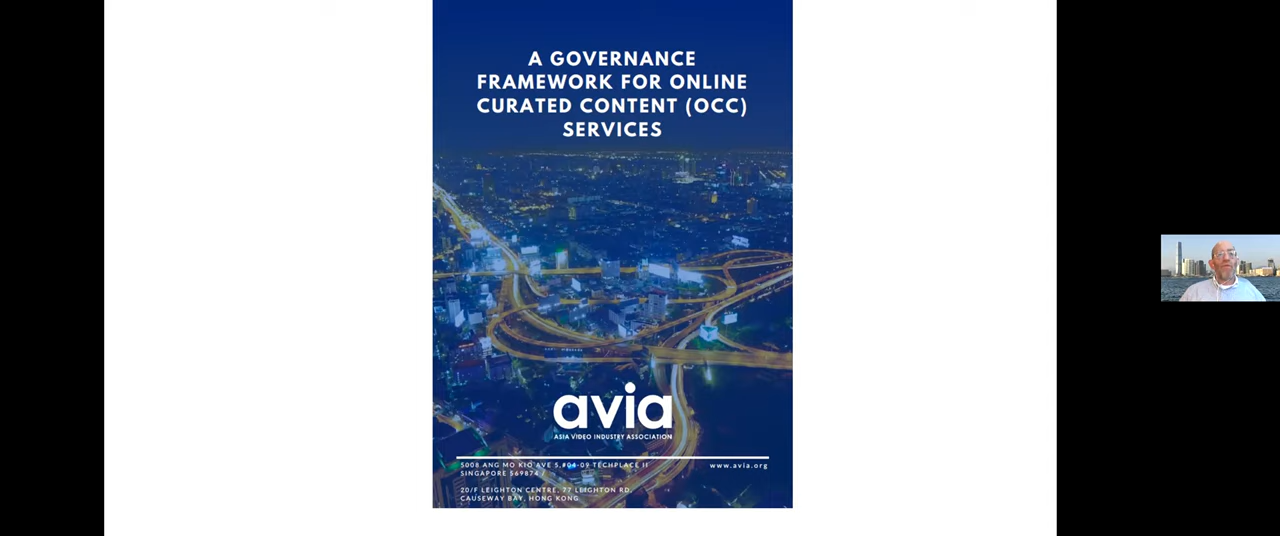 A GOVERNANCE
FRAMEWORK FOR ONLINE
CURATED CONTENT (OCC)
SERVICES
avia
ASIA VIDEO INDUSTRY ASSOCIATION
5008 ANG MO KIO AVE 5,#04-09 TECHPLACE II
SINGAPORE 569874 /
www.avia.org
20/F LEIGHTON CENTRE, 77 LEIGHTON RD.
CAUSEWAY BAY, HONG KONG